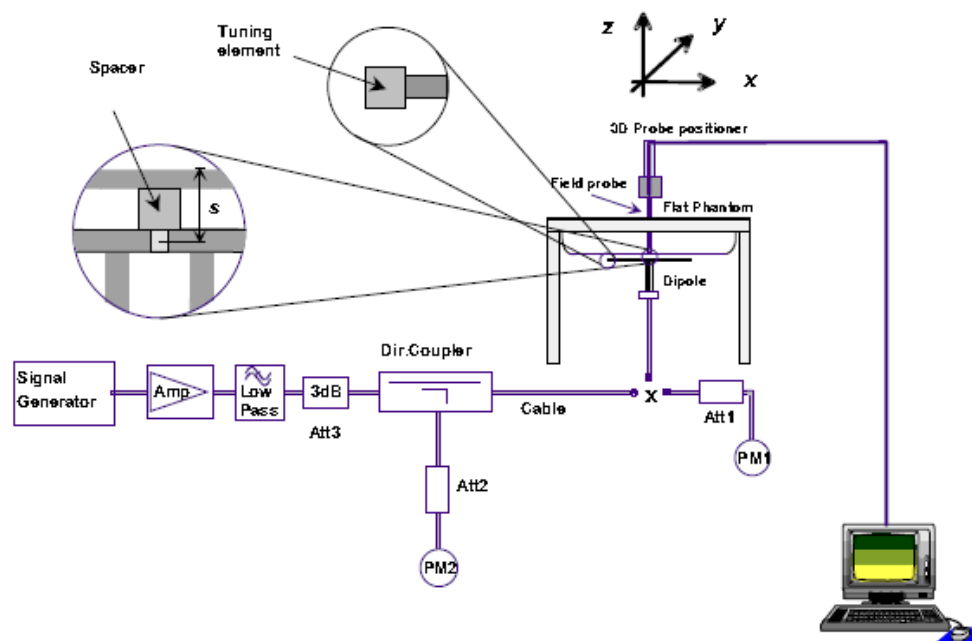 Tuning
element
Spacer
z
y
x
3D Probe positioner
Field probe
Flat Phantom
s
Dipole
Dir.Coupler
Signal
Generator
Amp
Low
Pass
3dB
Att3
Cable
x
Att1
PM1
Att2
PM2